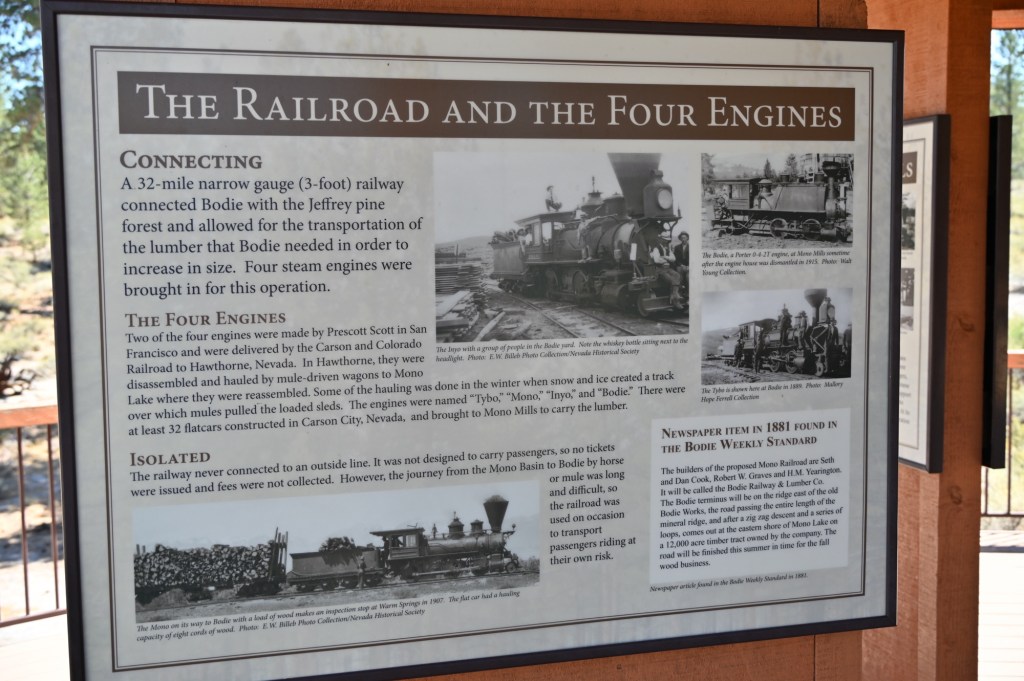 THE RAILROAD AND THE FOUR ENGINES
CONNECTING
A 32-mile narrow gauge (3-foot) railway
connected Bodie with the Jeffrey pine
forest and allowed for the transportation of
the lumber that Bodie needed in order to
increase in size. Four steam engines were
brought in for this operation.
The Inyo with a group of people in the Bodie yard. Note the whiskey bottle sitting next to the
headlight. Photo: E.W. Billeb Photo Collection/Nevada Historical Society
The Bodie, a Porter 0-4-2T engine, at Mono Mills sometime
after the engine house was dismantled in 1915. Photo: Walt
Young Collection.
The Tybo is shown here at Bodie in 1889. Photo: Mallory
Hope Ferrell Collection
THE FOUR ENGINES
Two of the four engines were made by Prescott Scott in San
Francisco and were delivered by the Carson and Colorado
Railroad to Hawthorne, Nevada. In Hawthorne, they were
disassembled and hauled by mule-driven wagons to Mono
Lake where they were reassembled. Some of the hauling was done in the winter when snow and ice created a track
over which mules pulled the loaded sleds. The engines were named “Tybo,” “Mono,” “Inyo,” and “Bodie.” There were
at least 32 flatcars constructed in Carson City, Nevada, and brought to Mono Mills to carry the lumber.
ISOLATED
The railway never connected to an outside line. It was not designed to carry passengers, so no tickets
were issued and fees were not collected. However, the journey from the Mono Basin to Bodie by horse
or mule was long
and difficult, so
the railroad was
used on occasion
to transport
passengers riding at
their own risk.
The Mono on its way to Bodie with a load of wood makes an inspection stop at Warm Springs in 1907. The flat car had a hauling
capacity of eight cords of wood. Photo: E.W. Billeb Photo Collection/Nevada Historical Society
NEWSPAPER ITEM IN 1881 FOUND IN
THE BODIE WEEKLY STANDARD
The builders of the proposed Mono Railroad are Seth
and Dan Cook, Robert W. Graves and H.M. Yearington.
It will be called the Bodie Railway & Lumber Co.
The Bodie terminus will be on the ridge east of the old
Bodie Works, the road passing the entire length of the
mineral ridge, and after a zig zag descent and a series of
loops, comes out at the eastern shore of Mono Lake on
a 12,000 acre timber tract owned by the company. The
road will be finished this summer in time for the fall
wood business.
Newspaper article found in the Bodie Weekly Standard in 1881.